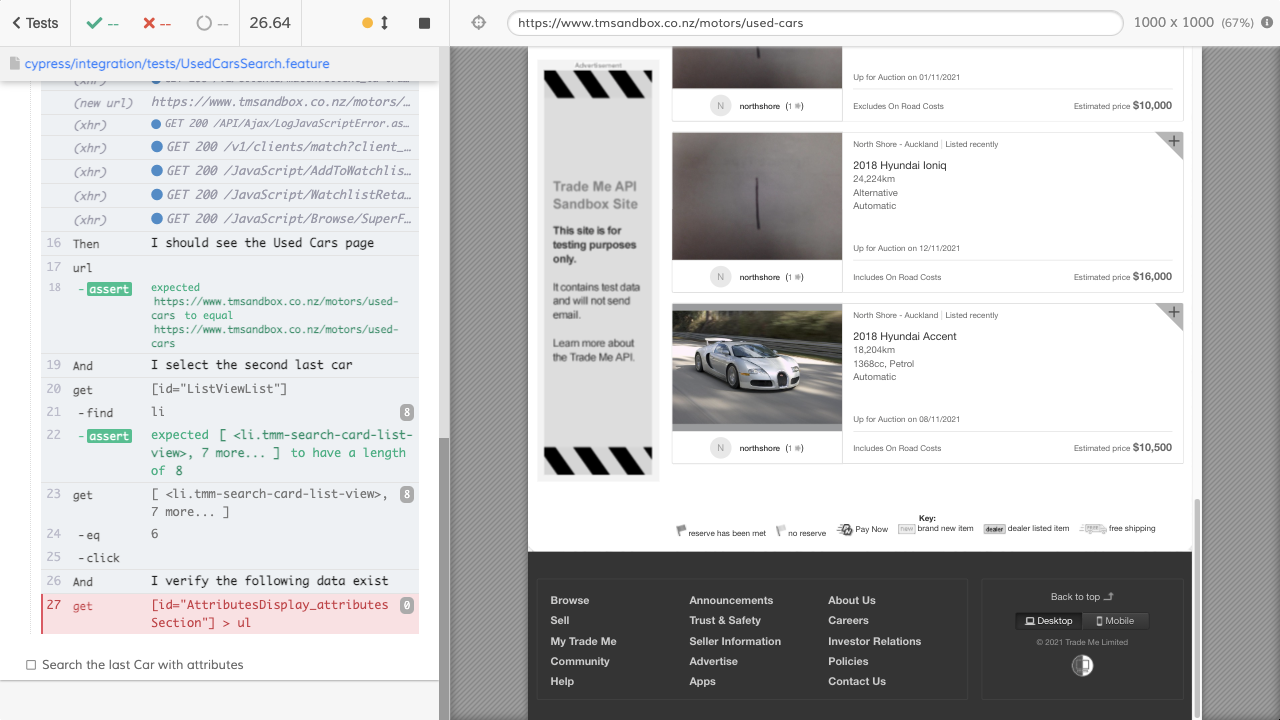 Tests
--
--
--
26.64
https://www.tmsandbox.co.nz/motors/used-cars
1000 x 1000 (67%)
cypress/integration/tests/UsedCarsSearch.feature
(new url) https://www.tmsandbox.co.nz/motors/…
(xhr) GET 200 /API/Ajax/LogJavaScriptError.as…
(xhr) GET 200 /v1/clients/match?client_…
(xhr) GET 200 /JavaScript/AddToWatchlis…
(xhr) GET 200 /JavaScript/WatchlistReta…
(xhr) GET 200 /JavaScript/Browse/SuperF…
16 Then I should see the Used Cars page
17 url
18 - assert expected
https://www.tmsandbox.co.nz/motors/used-
cars to equal
https://www.tmsandbox.co.nz/motors/used-
cars
19 And I select the second last car
20 get [id="ListViewList"]
21 - find li 8
22 - assert expected [ <li.tmm-search-card-list-
view>, 7 more... ] to have a length
of 8
23 get [ <li.tmm-search-card-list-view>, 8
7 more... ]
24 - eq 6
25 - click
26 And I verify the following data exist
27 get [id="AttributesDisplay_attributes 0
Section"] > ul
Search the last Car with attributes
Advertisement
Trade Me API
Sandbox Site
This site is for
testing purposes
only.
It contains test data
and will not send
email.
Learn more about
the Trade Me API.
Up for Auction on 01/11/2021
N northshore (1 )
Excludes On Road Costs Estimated price $10,000
North Shore - Auckland | Listed recently
2018 Hyundai Ioniq
24,224km
Alternative
Automatic
Up for Auction on 12/11/2021
N northshore (1 )
Includes On Road Costs Estimated price $16,000
North Shore - Auckland | Listed recently
2018 Hyundai Accent
18,204km
1368cc, Petrol
Automatic
Up for Auction on 08/11/2021
N northshore (1 )
Includes On Road Costs Estimated price $10,500
Key:
reserve has been met no reserve Pay Now new brand new item dealer dealer listed item free shipping
Browse Announcements About Us
Sell Trust & Safety Careers
My Trade Me Seller Information Investor Relations
Community Advertise Policies
Help Apps Contact Us
Back to top
Desktop Mobile
© 2021 Trade Me Limited